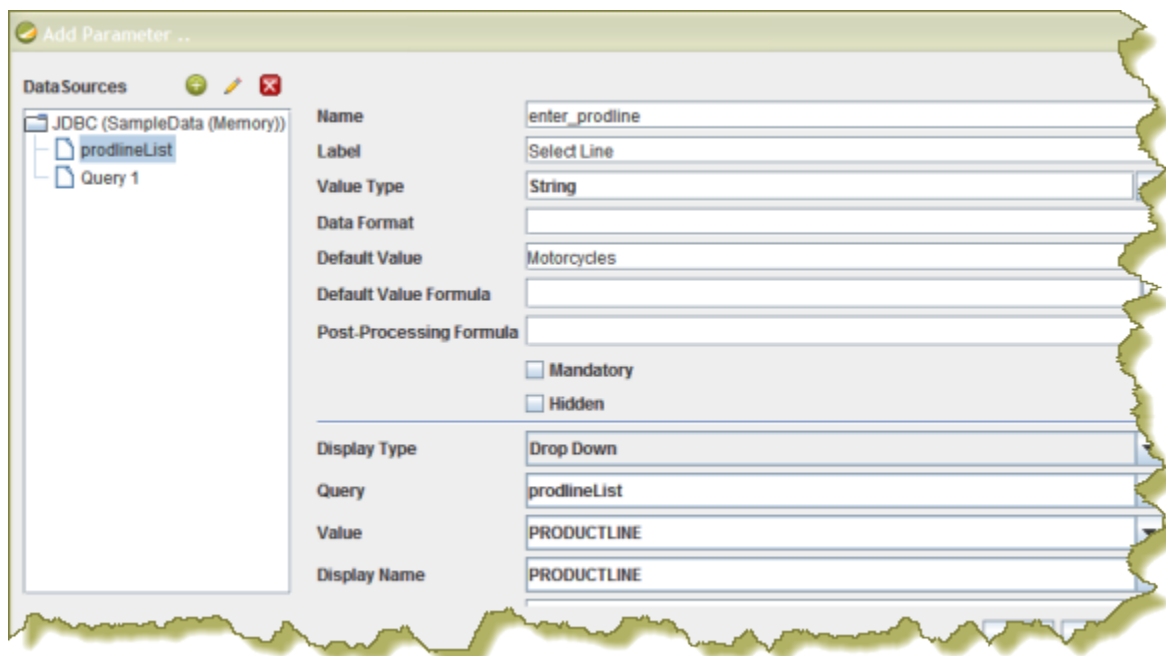 Add Parameter ..
DataSources
JDBC (SampleData (Memory))
prodlineList
Query 1
Name enter_prodline
Label Select Line
Value Type String
Data Format
Default Value Motorcycles
Default Value Formula
Post-Processing Formula
Mandatory
Hidden
Display Type Drop Down
Query prodlineList
Value PRODUCTLINE
Display Name PRODUCTLINE